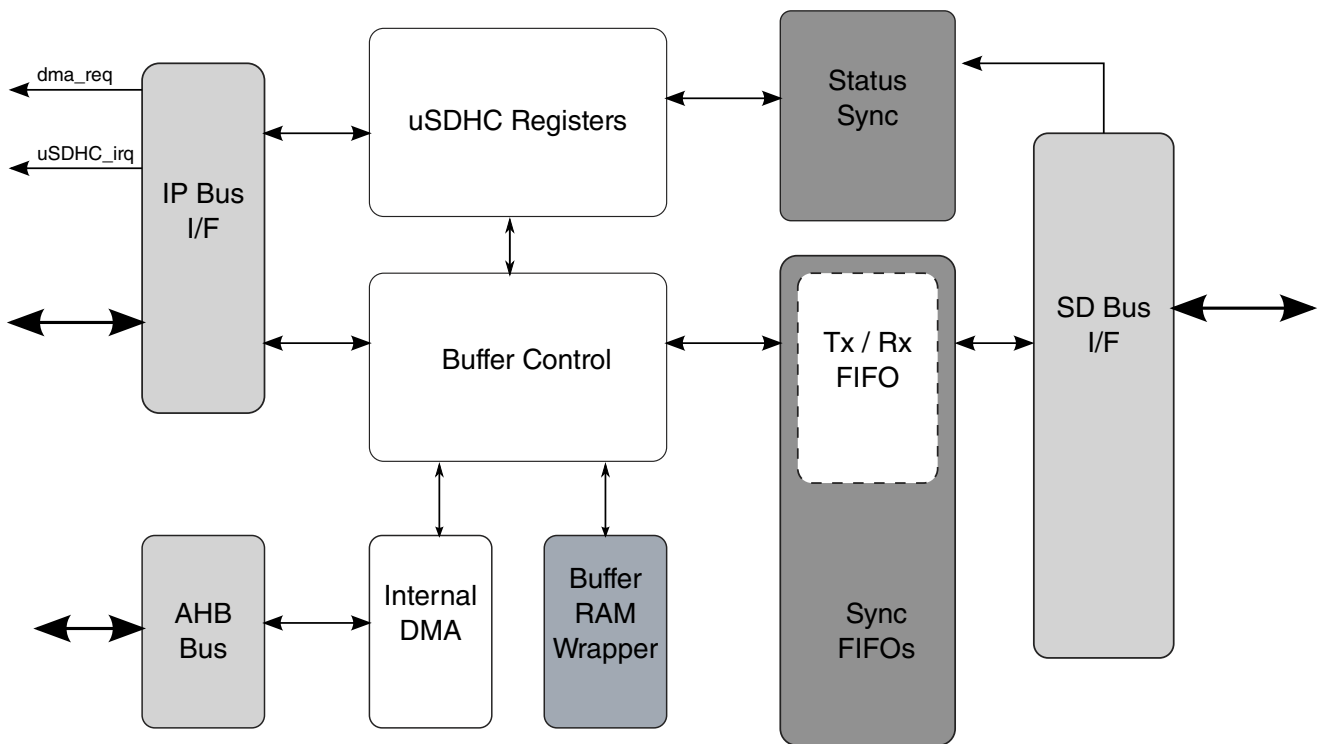 dma_req
uSDHC_irq
IP Bus
I/F
uSDHC Registers
Status
Sync
Buffer Control
Tx / Rx
FIFO
SD Bus
I/F
AHB
Bus
Internal
DMA
Buffer
RAM
Wrapper
Sync
FIFOs